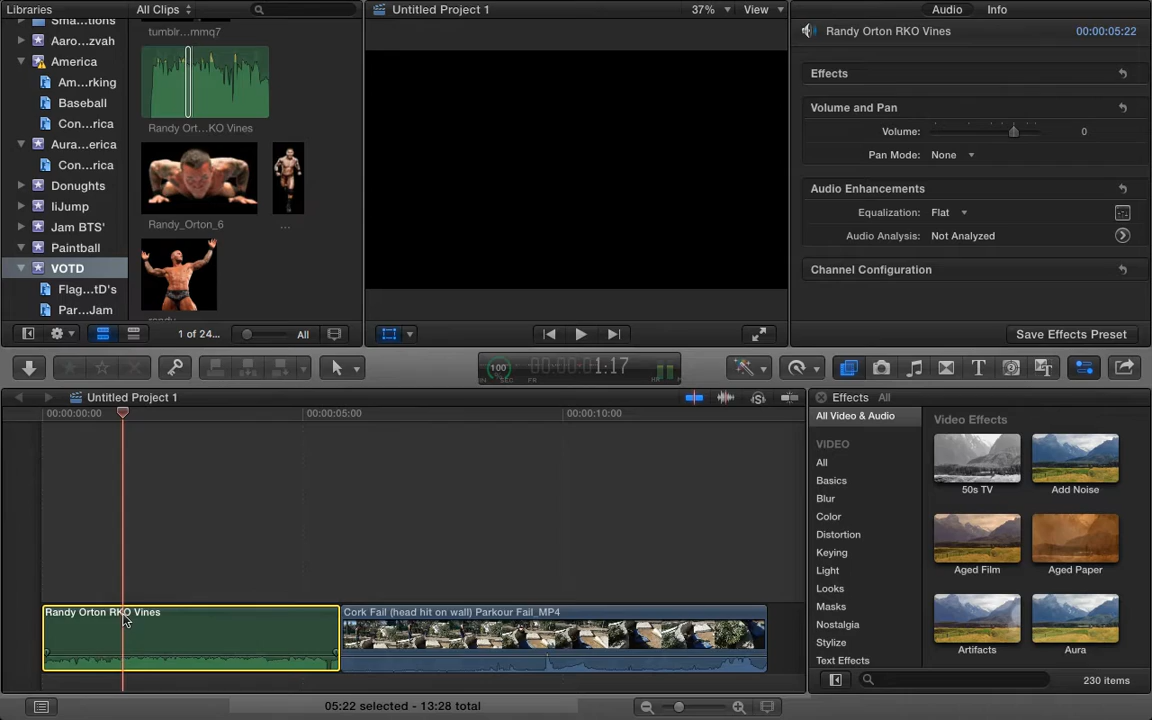 Libraries
All Clips
37%
View
Audio
Info
Untitled Project 1
Randy Orton RKO Vines
00:00:05:22
Sma...tions
Aaro...zvah
America
Am...rking
Baseball
Con...rica
Aura...erica
Con...rica
Donughts
IiJump
Jam BTS'
Paintball
VOTD
Flag...tD's
Par...Jam
tumblr...mmq7
Randy Ort...KO Vines
Randy_Orton_6
...
Effects
Volume and Pan
Volume:
0
Pan Mode:
None
Audio Enhancements
Equalization:
Flat
Audio Analysis:
Not Analyzed
Channel Configuration
1 of 24...
All
Save Effects Preset
100
00:00:01:17
Untitled Project 1
00:00:00:00
00:00:05:00
00:00:10:00
Randy Orton RKO Vines
Cork Fail (head hit on wall) Parkour Fail_MP4
Effects
All
All Video & Audio
VIDEO
All
Basics
Blur
Color
Distortion
Keying
Light
Looks
Masks
Nostalgia
Stylize
Text Effects
Video Effects
50s TV
Add Noise
Aged Film
Aged Paper
Artifacts
Aura
230 items
05:22 selected - 13:28 total